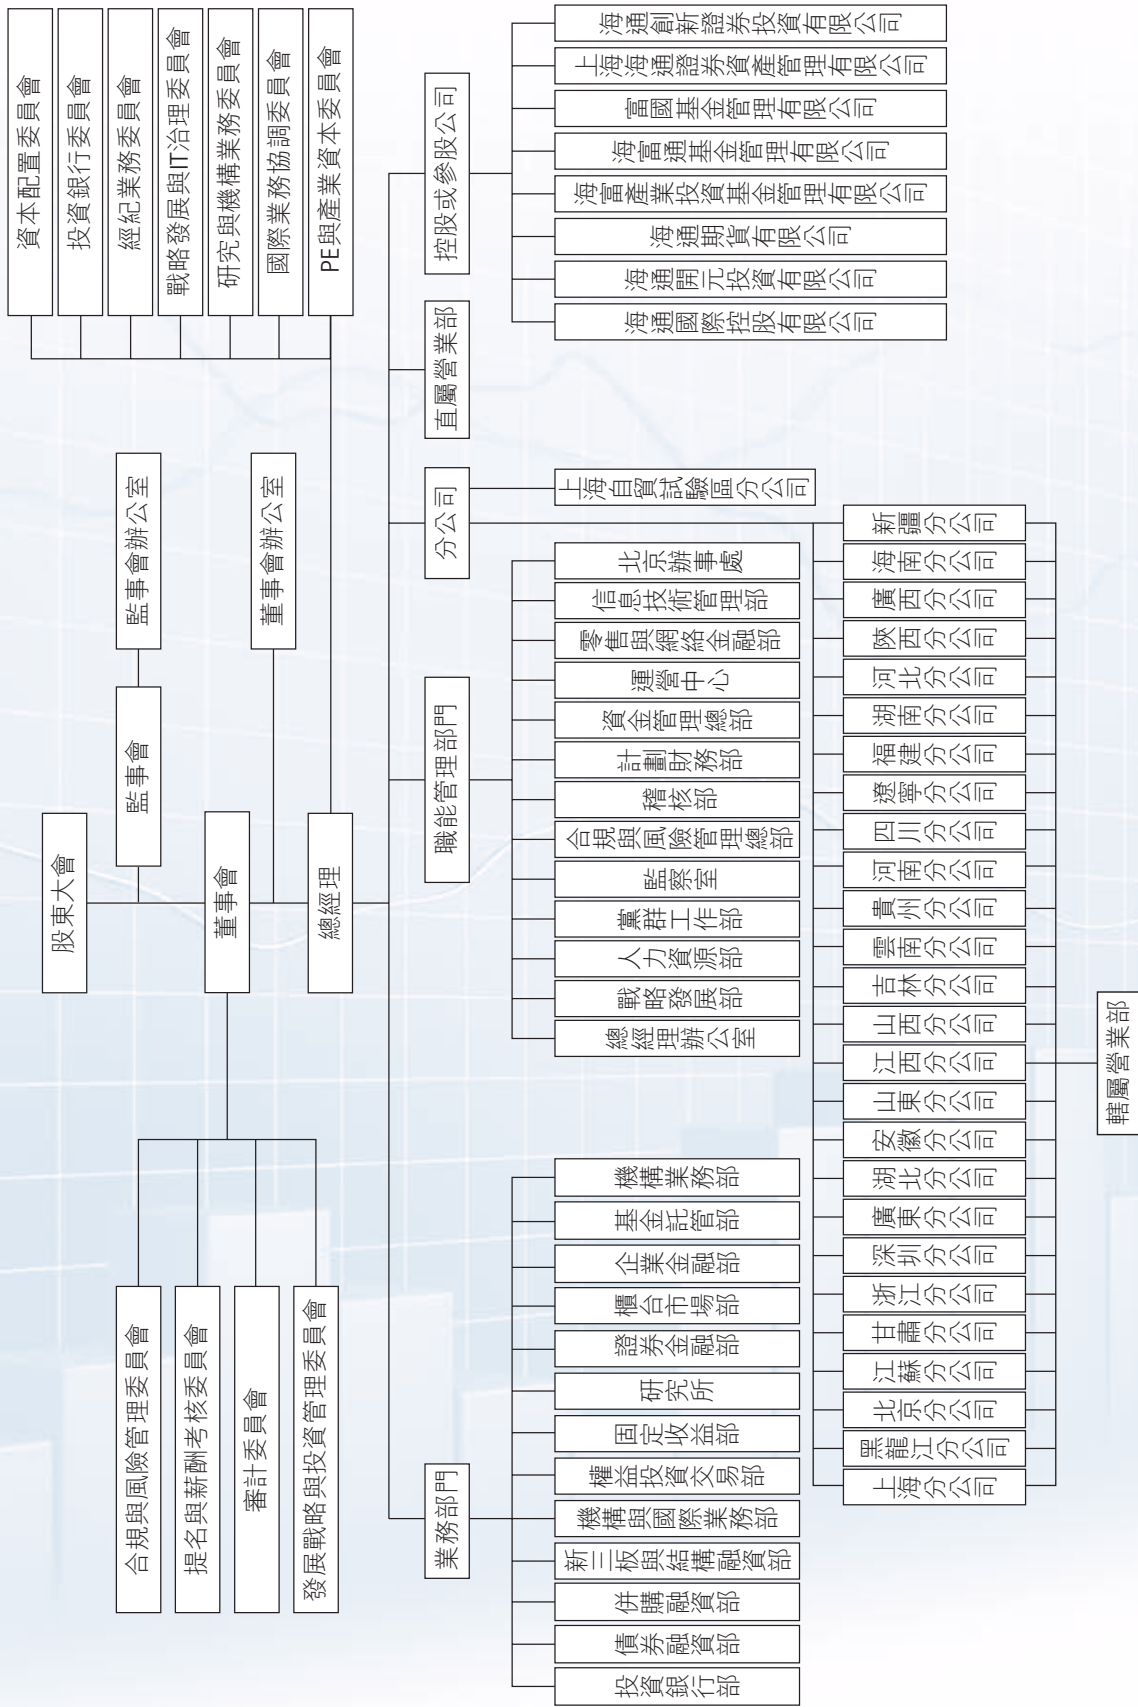 股東大會
監事會
監事會辦公室
董事會
董事會辦公室
合規與風險管理委員會
提名與薪酬考核委員會
審計委員會
發展戰略與投資管理委員會
總經理
資本配置委員會
投資銀行委員會
經紀業務委員會
戰略發展與IT治理委員會
研究與機構業務委員會
國際業務協調委員會
PE與產業資本委員會
業務部門
職能管理部門
分公司
直屬營業部
控股或參股公司
投資銀行部
債券融資部
併購融資部
新三板與結構融資部
機構與國際業務部
權益投資交易部
固定收益部
研究所
證券金融部
櫃台市場部
企業金融部
基金託管部
機構業務部
總經理辦公室
戰略發展部
人力資源部
黨群工作部
監察室
合規與風險管理總部
稽核部
計劃財務部
資金管理總部
運營中心
零售與網絡金融部
信息技術管理部
北京辦事處
上海自貿試驗區分公司
海通國際控股有限公司
海通開元投資有限公司
海通期貨有限公司
海富產業投資基金管理有限公司
海富通基金管理有限公司
富國基金管理有限公司
上海海通證券資產管理有限公司
海通創新證券投資有限公司
上海分公司
黑龍江分公司
北京分公司
江蘇分公司
甘肅分公司
浙江分公司
深圳分公司
廣東分公司
湖北分公司
安徽分公司
山東分公司
江西分公司
山西分公司
吉林分公司
雲南分公司
貴州分公司
河南分公司
四川分公司
遼寧分公司
福建分公司
湖南分公司
河北分公司
陝西分公司
廣西分公司
海南分公司
新疆分公司
轄屬營業部